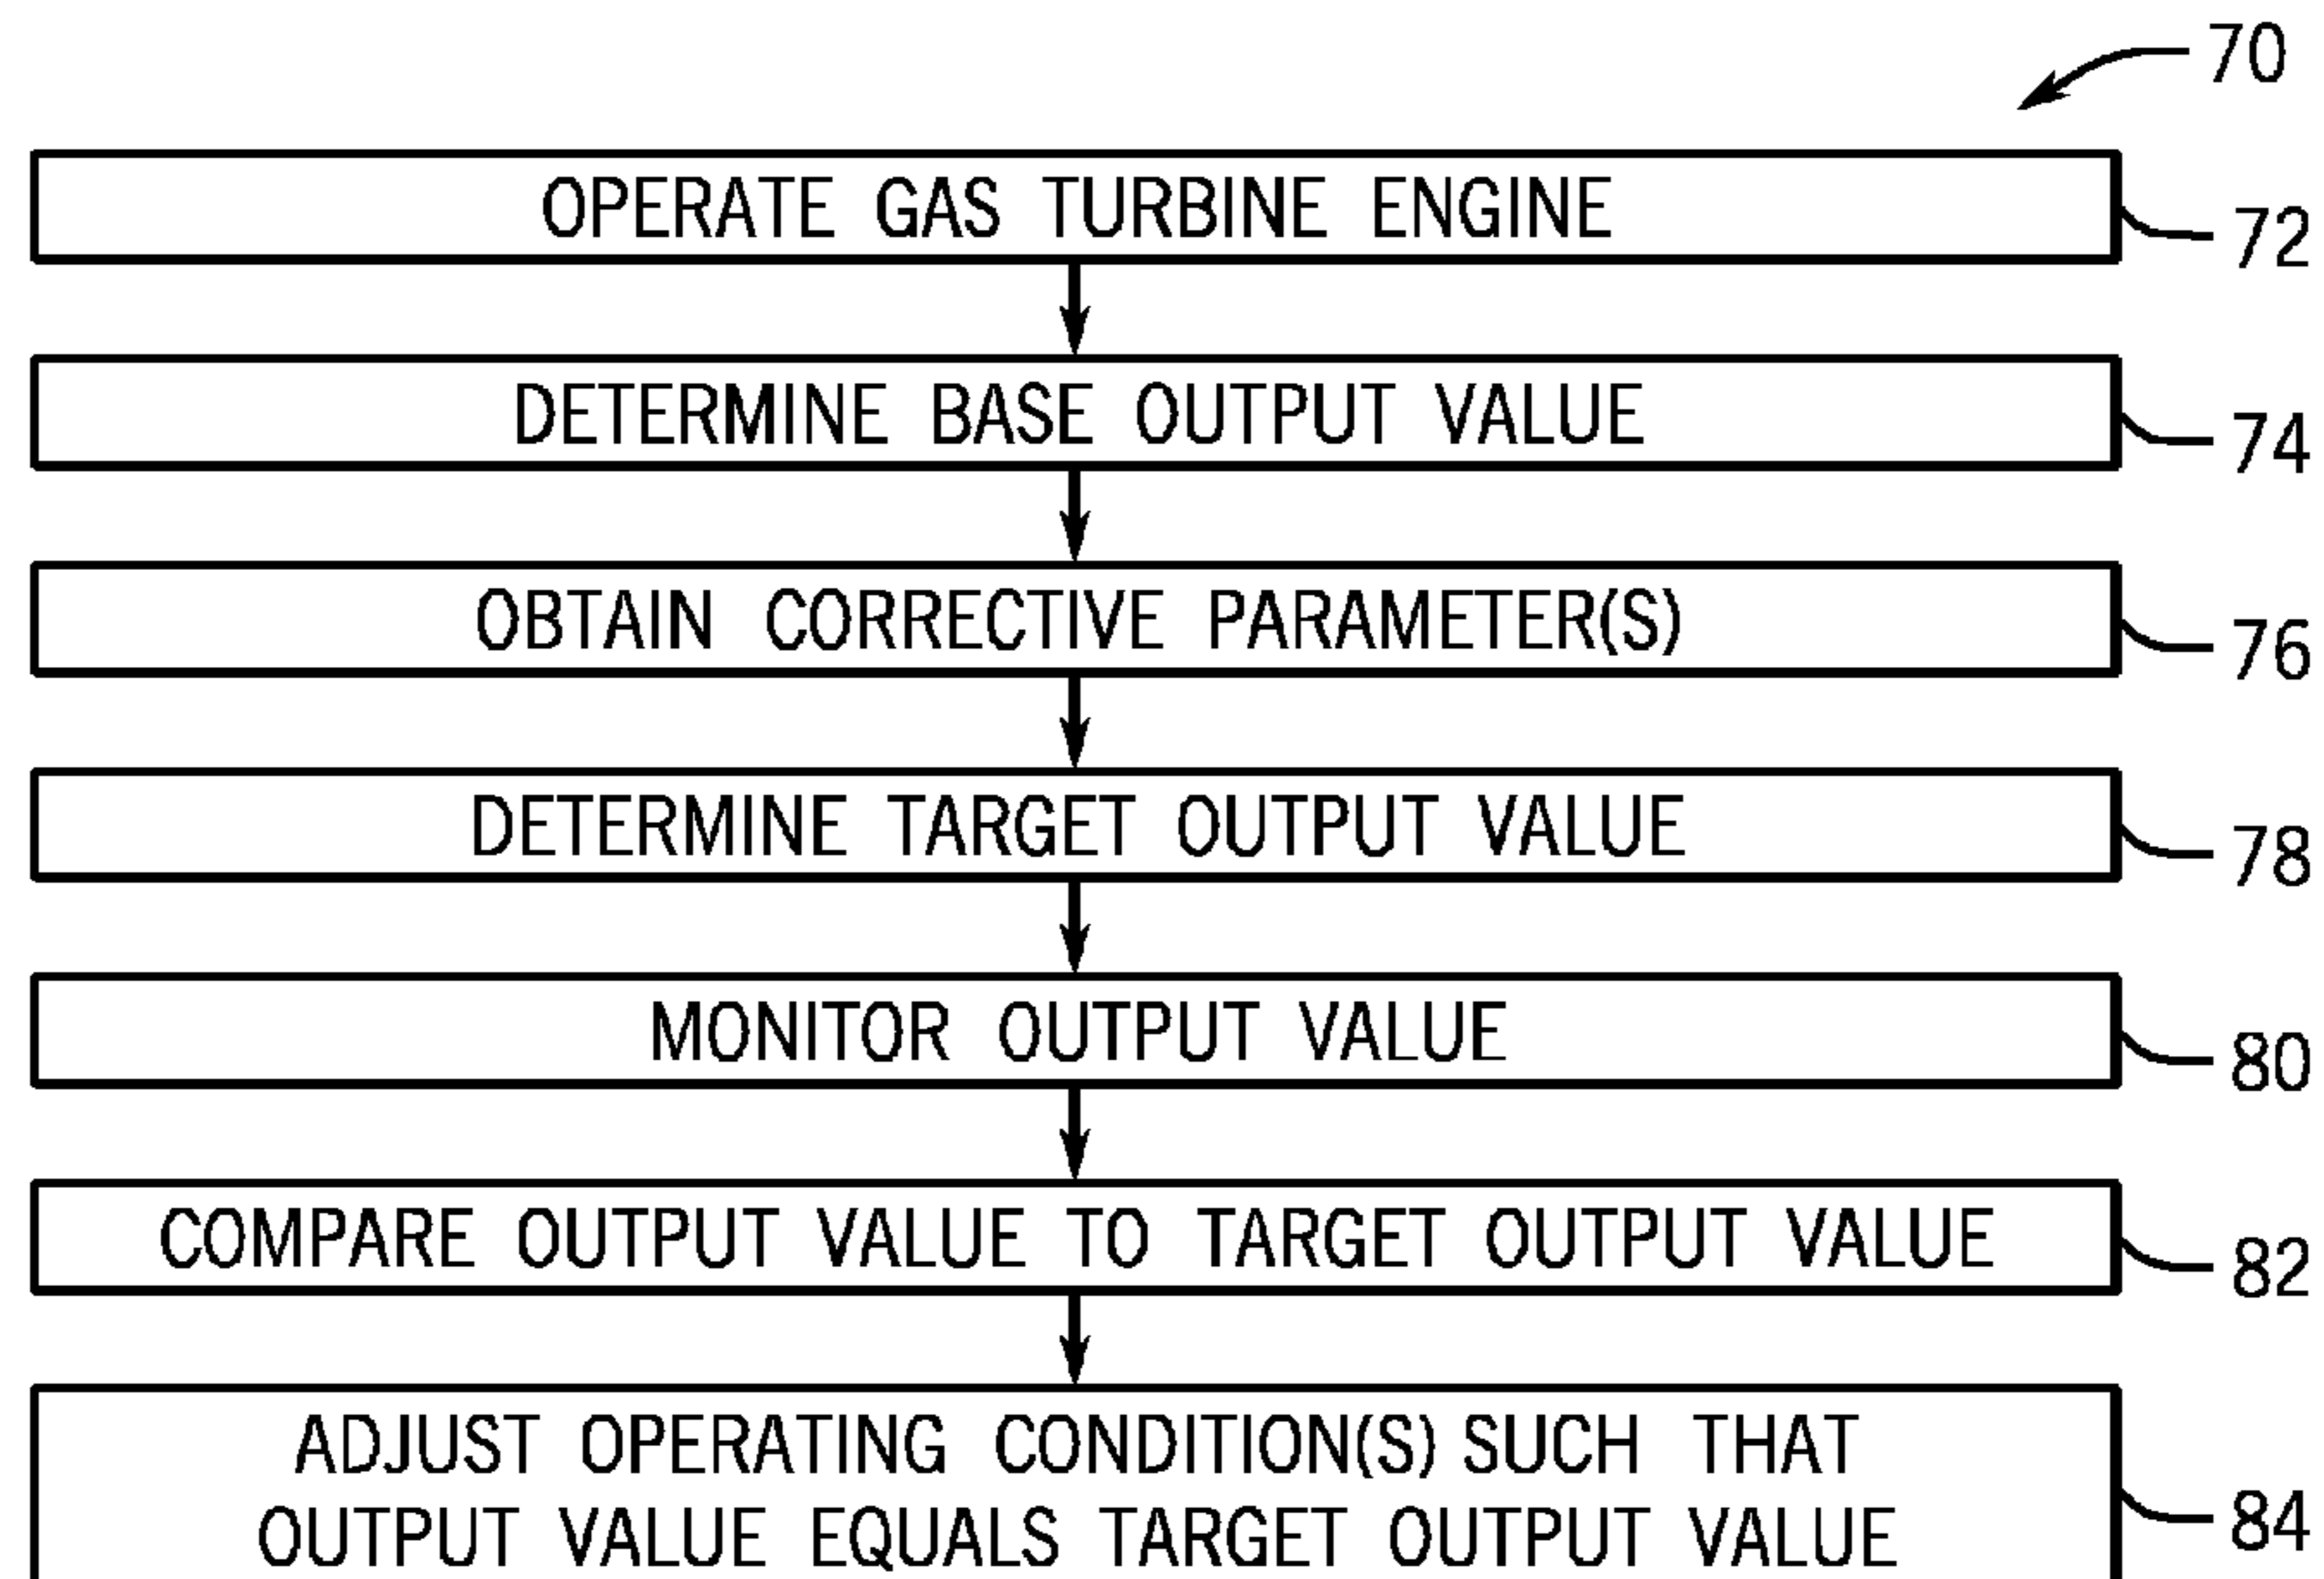 70
OPERATE GAS TURBINE ENGINE
72
DETERMINE BASE OUTPUT VALUE
74
OBTAIN CORRECTIVE PARAMETER(S)
76
DETERMINE TARGET OUTPUT VALUE
78
MONITOR OUTPUT VALUE
80
COMPARE OUTPUT VALUE TO TARGET OUTPUT VALUE
82
ADJUST OPERATING CONDITION(S) SUCH THAT
OUTPUT VALUE EQUALS TARGET OUTPUT VALUE
84